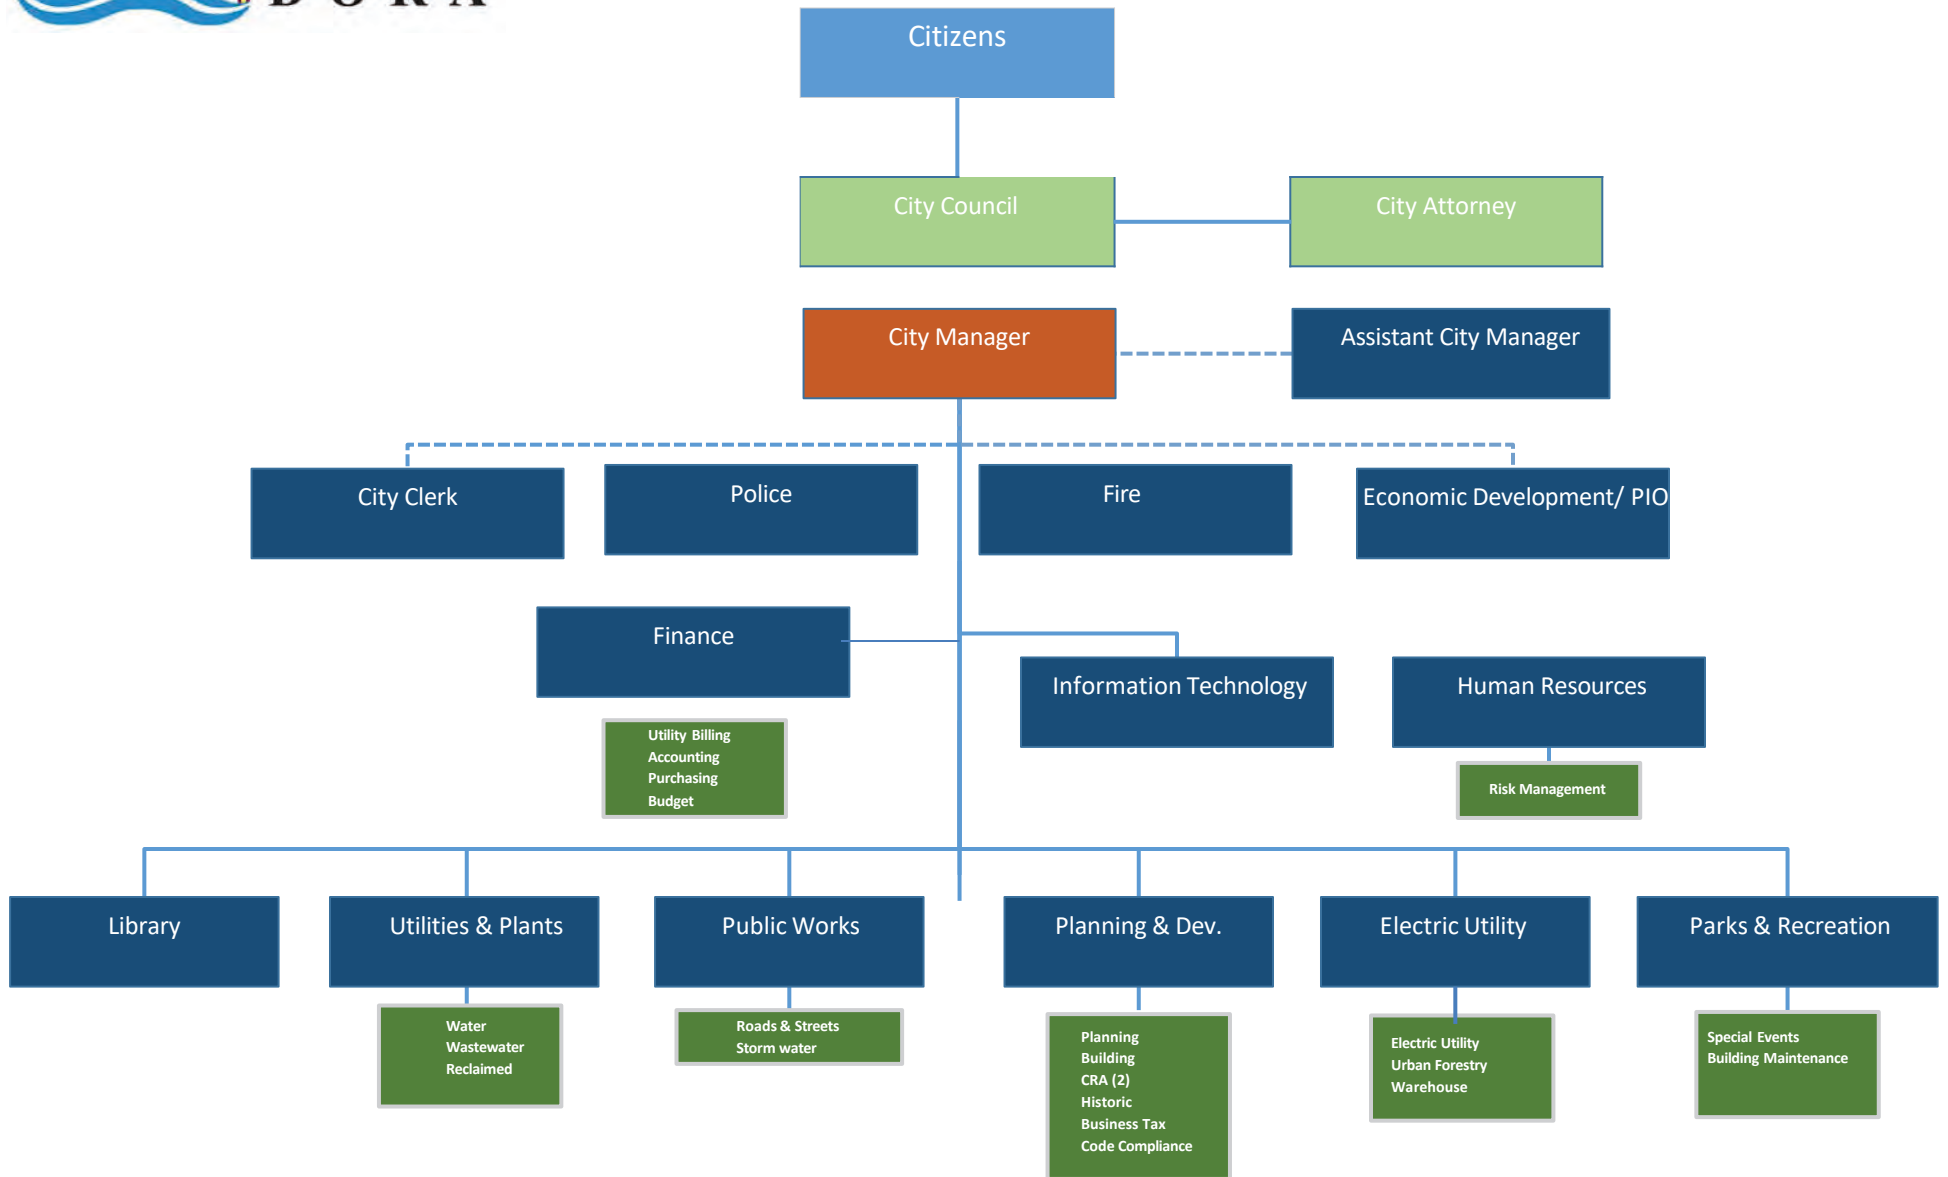 DORA
Citizens
City Council
City Attorney
City Manager
Assistant City Manager
City Clerk
Police
Fire
Economic Development/ PIO
Finance
Information Technology
Human Resources
Utility Billing
Accounting
Purchasing
Budget
Risk Management
Library
Utilities & Plants
Public Works
Planning & Dev.
Electric Utility
Parks & Recreation
Water
Wastewater
Reclaimed
Roads & Streets
Storm water
Planning
Building
CRA (2)
Historic
Business Tax
Code Compliance
Electric Utility
Urban Forestry
Warehouse
Special Events
Building Maintenance